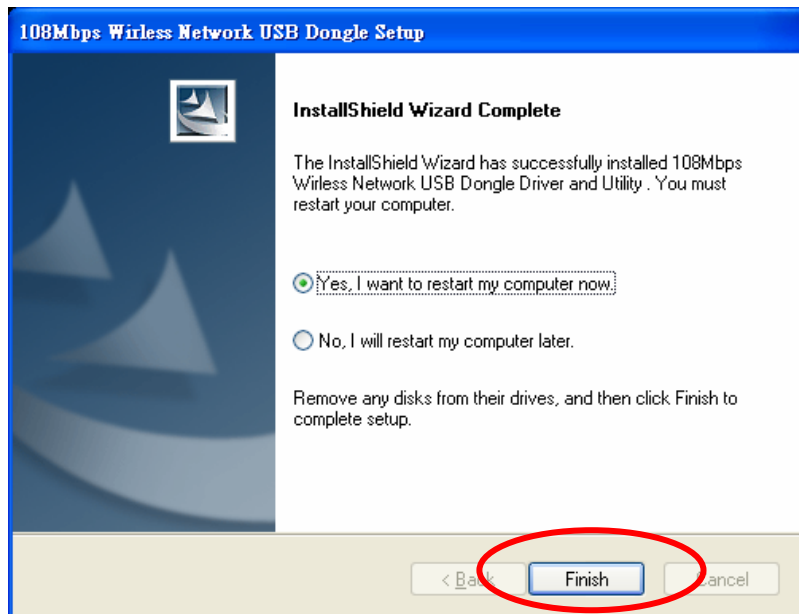 108Mbps Wirless Network USB Dongle Setup
InstallShield Wizard Complete
The InstallShield Wizard has successfully installed 108Mbps
Wirless Network USB Dongle Driver and Utility . You must
restart your computer.
Yes, I want to restart my computer now.
No, I will restart my computer later.
Remove any disks from their drives, and then click Finish to
complete setup.
< Back Finish Cancel